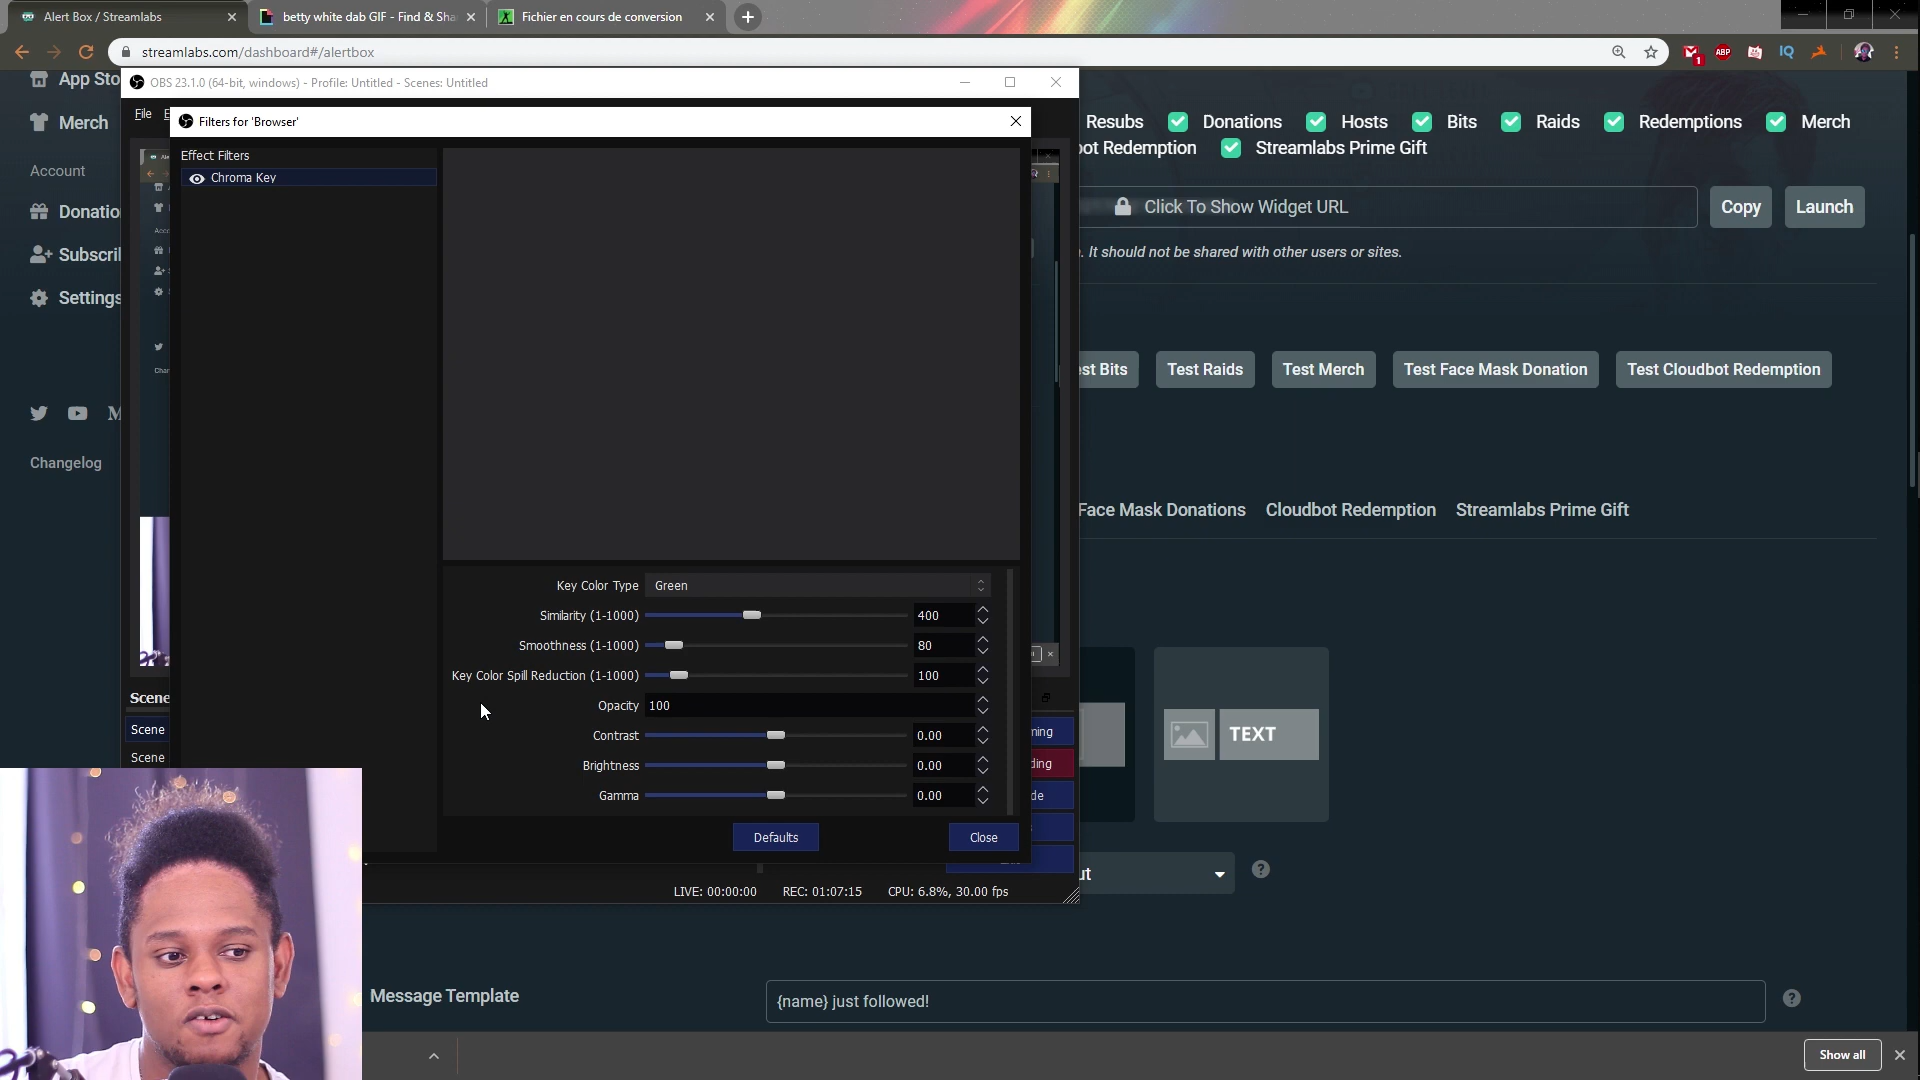 Alert Box / Streamlabs
betty white dab GIF - Find & Sha
Fichier en cours de conversion
streamlabs.com/dashboard#/alertbox
ABP
IQ
1
App Sto
Merch
Account
Donatio
Subscri
Settings
Changelog
OBS 23.1.0 (64-bit, windows) - Profile: Untitled - Scenes: Untitled
File
Filters for 'Browser'
Effect Filters
Chroma Key
Key Color Type Green
Similarity (1-1000) 400
Smoothness (1-1000) 80
Key Color Spill Reduction (1-1000) 100
Opacity 100
Contrast 0.00
Brightness 0.00
Gamma 0.00
Defaults
Close
Scene
Scene
Scene
ning
ding
de
LIVE: 00:00:00 REC: 01:07:15 CPU: 6.8%, 30.00 fps
Resubs Donations Hosts Bits Raids Redemptions Merch
ot Redemption Streamlabs Prime Gift
Click To Show Widget URL
Copy
Launch
. It should not be shared with other users or sites.
st Bits
Test Raids
Test Merch
Test Face Mask Donation
Test Cloudbot Redemption
Face Mask Donations Cloudbot Redemption Streamlabs Prime Gift
TEXT
ut
Message Template
{name} just followed!
Show all